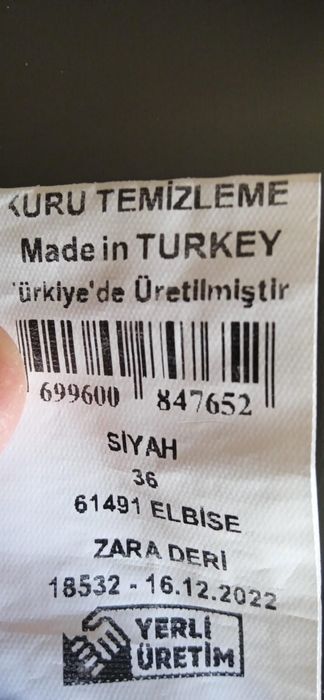 KURU TEMİZLEME
Made in TURKEY
Türkiye'de Üretilmiştir
699600 847652
SİYAH
36
61491 ELBİSE
ZARA DERİ
18532 - 16.12.2022
YERLİ
ÜRETİM